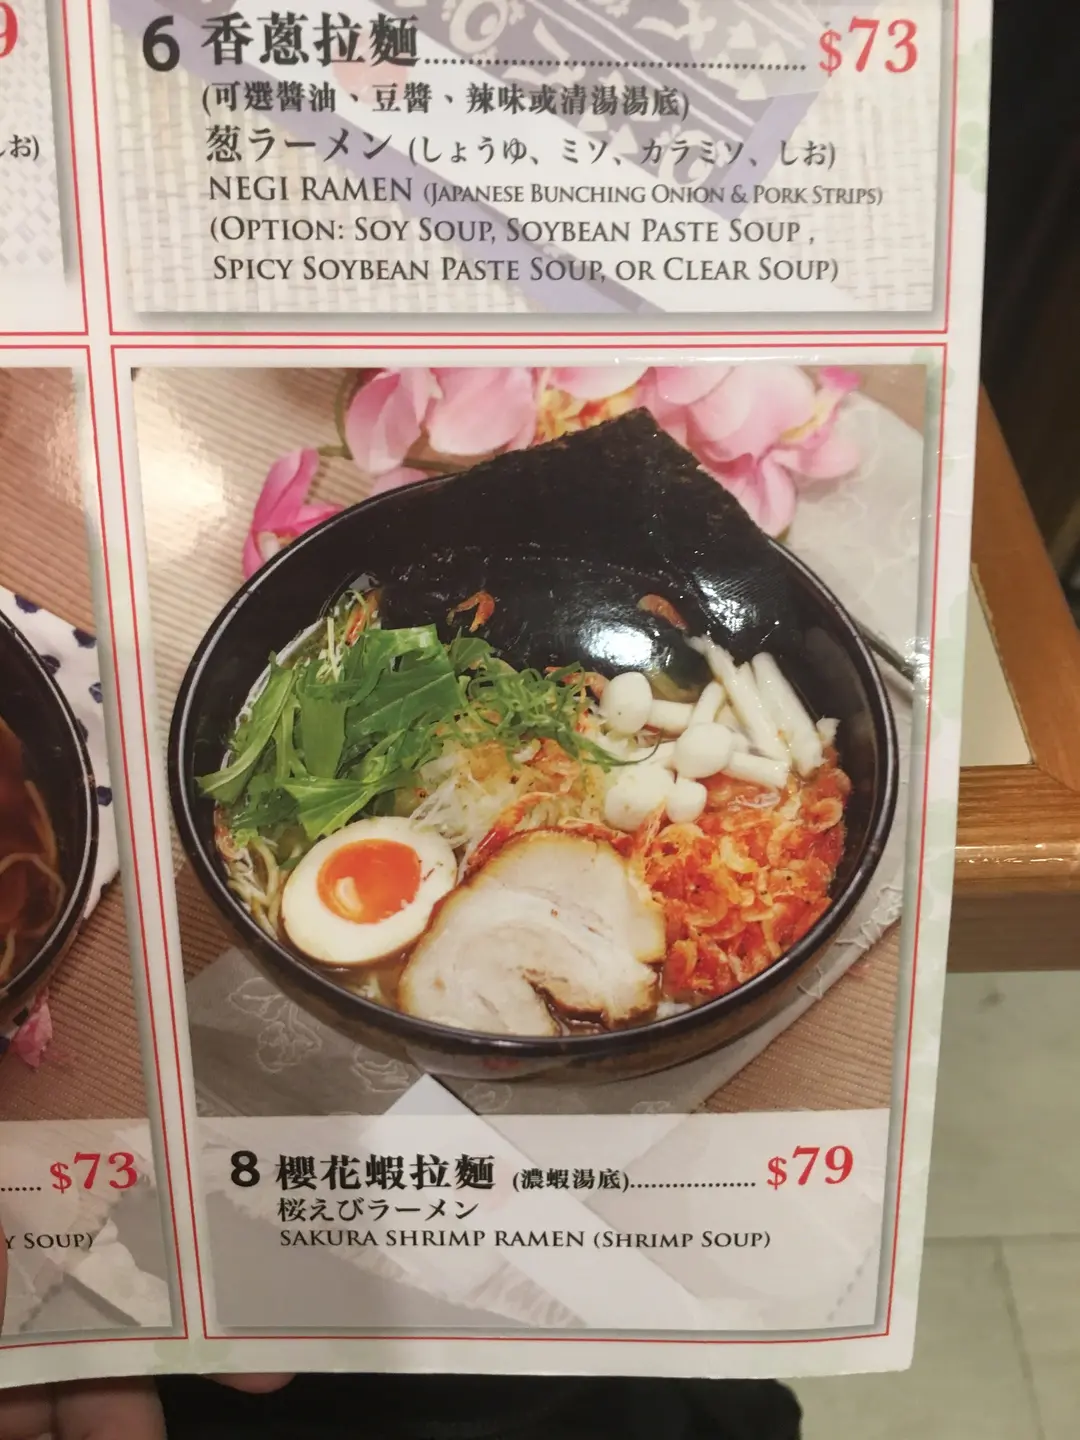 9
6 香蔥拉麵 $73
(可選醬油、豆醬、辣味或清湯湯底)
しお)
葱ラーメン (しょうゆ、ミソ、カラミソ、しお)
NEGI RAMEN (JAPANESE BUNCHING ONION & PORK STRIPS)
(OPTION: SOY SOUP, SOYBEAN PASTE SOUP ,
SPICY SOYBEAN PASTE SOUP, OR CLEAR SOUP)
$73
Y SOUP)
8 櫻花蝦拉麵 (濃蝦湯底) $79
桜えびラーメン
SAKURA SHRIMP RAMEN (SHRIMP SOUP)